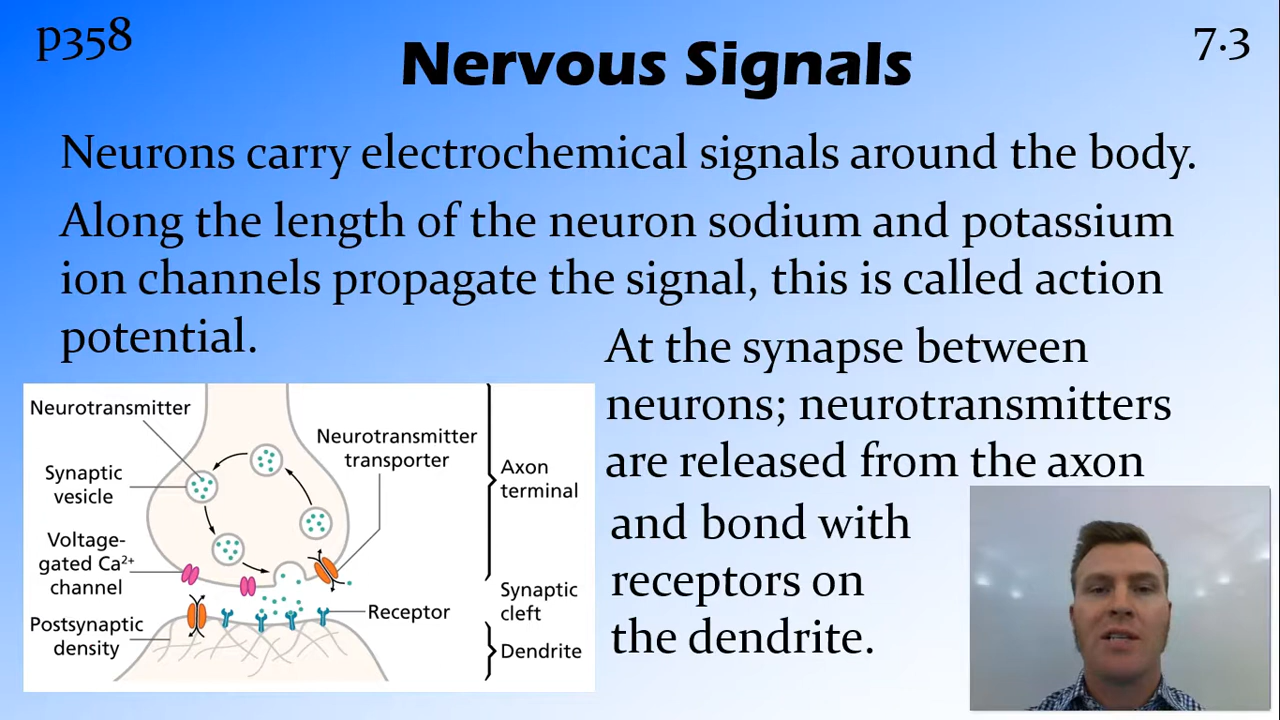 p358
7.3
Nervous Signals
Neurons carry electrochemical signals around the body.
Along the length of the neuron sodium and potassium
ion channels propagate the signal, this is called action
potential.
At the synapse between
neurons; neurotransmitters
are released from the axon
and bond with
receptors on
the dendrite.
Neurotransmitter
Synaptic
vesicle
Voltage-
gated Ca²⁺
channel
Postsynaptic
density
Neurotransmitter
transporter
Receptor
Axon
terminal
Synaptic
cleft
Dendrite